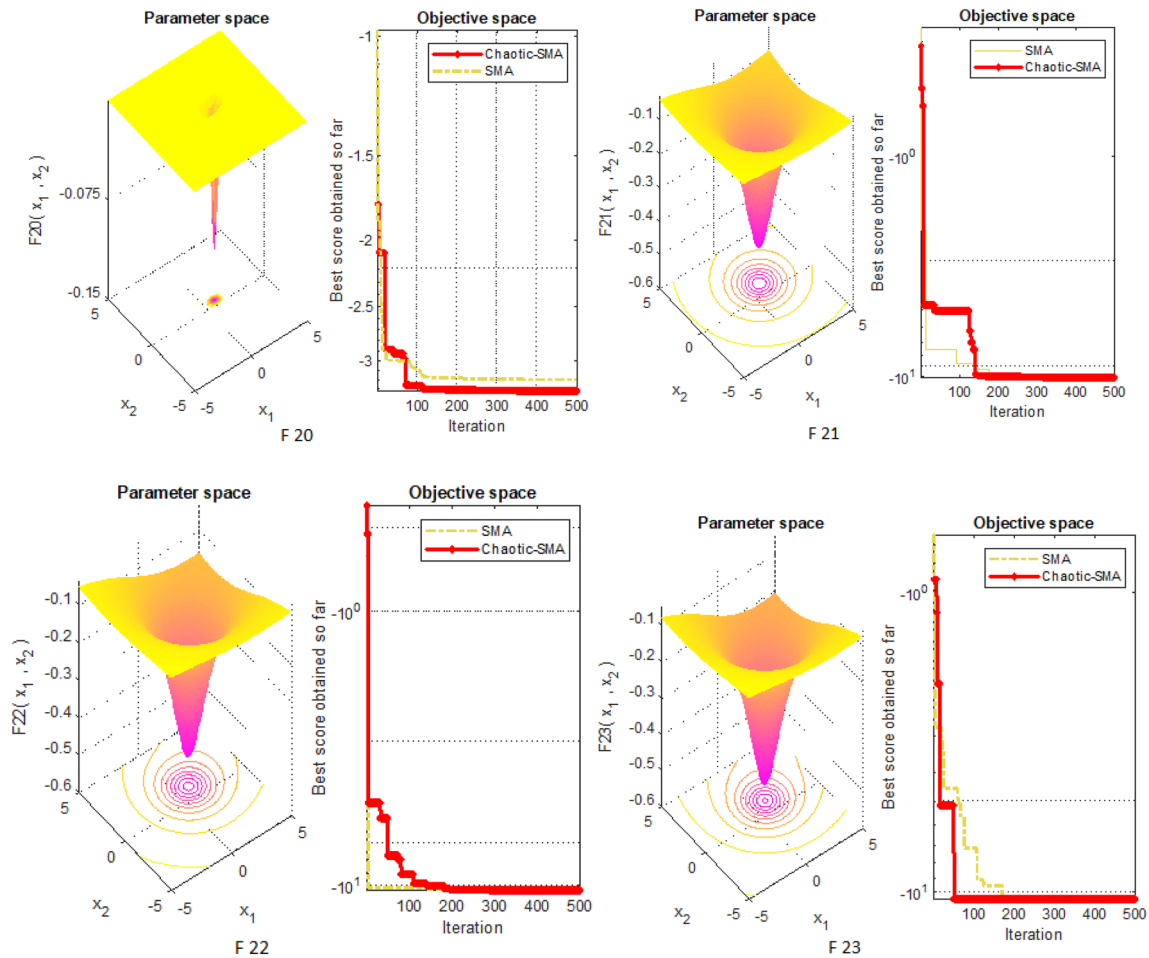 Parameter space
Objective space
F20( x1 , x2 )
-0.075
-0.15
5
0
-5
x2
-5
0
5
x1
Best score obtained so far
-1
-1.5
-2
-2.5
-3
Chaotic-SMA
SMA
100 200 300 400 500
Iteration
F 20
Parameter space
Objective space
F21( x1 , x2 )
-0.1
-0.2
-0.3
-0.4
-0.5
-0.6
5
0
-5
x2
-5
0
5
x1
Best score obtained so far
-10^0
-10^1
SMA
Chaotic-SMA
100 200 300 400 500
Iteration
F 21
Parameter space
Objective space
F22( x1 , x2 )
-0.1
-0.2
-0.3
-0.4
-0.5
-0.6
5
0
-5
x2
-5
0
5
x1
Best score obtained so far
-10^0
-10^1
SMA
Chaotic-SMA
100 200 300 400 500
Iteration
F 22
Parameter space
Objective space
F23( x1 , x2 )
-0.1
-0.2
-0.3
-0.4
-0.5
-0.6
5
0
-5
x2
-5
0
5
x1
Best score obtained so far
-10^0
-10^1
SMA
Chaotic-SMA
100 200 300 400 500
Iteration
F 23